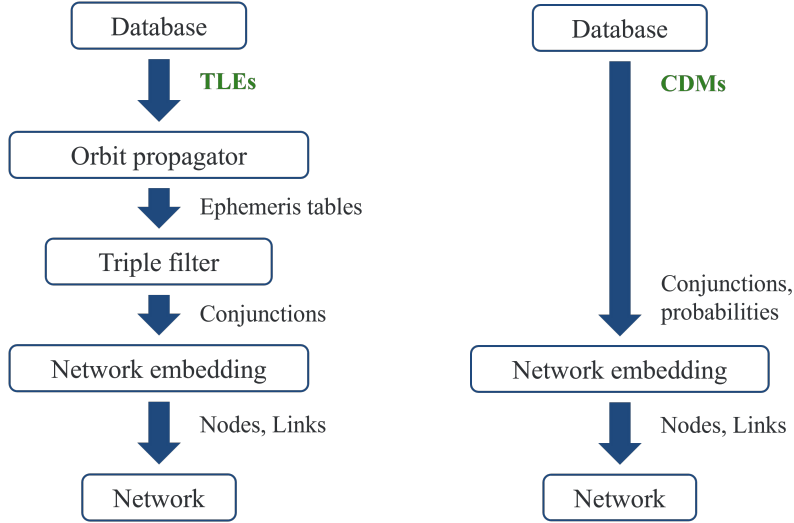 Database
TLEs
Orbit propagator
Ephemeris tables
Triple filter
Conjunctions
Network embedding
Nodes, Links
Network
Database
CDMs
Conjunctions,
probabilities
Network embedding
Nodes, Links
Network